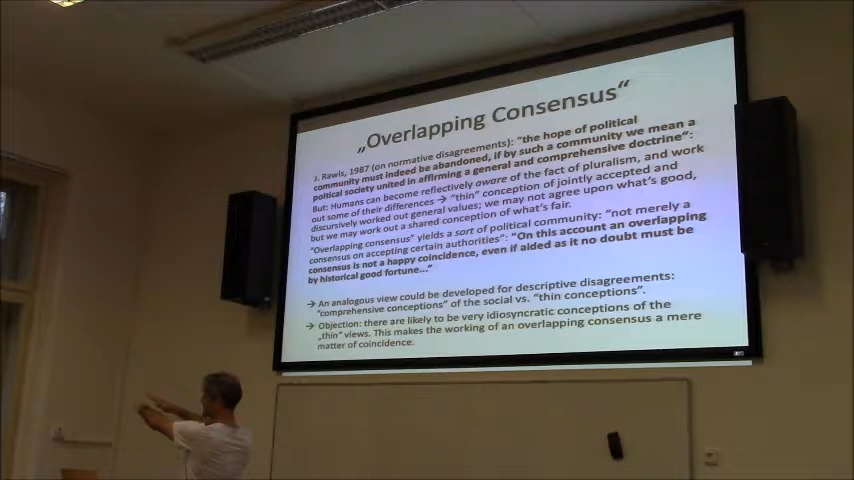 „Overlapping Consensus“
J. Rawls, 1987 (on normative disagreements): "the hope of political
community must indeed be abandoned, if by such a community we mean a
political society united in affirming a general and comprehensive doctrine":
But: Humans can become reflectively aware of the fact of pluralism, and work
out some of their differences → "thin" conception of jointly accepted and
discursively worked out general values; we may not agree upon what's good,
but we may work out a shared conception of what's fair.
"Overlapping consensus" yields a sort of political community: "not merely a
consensus on accepting certain authorities": "On this account an overlapping
consensus is not a happy coincidence, even if aided as it no doubt must be
by historical good fortune..."
→ An analogous view could be developed for descriptive disagreements:
"comprehensive conceptions" of the social vs. "thin conceptions".
→ Objection: there are likely to be very idiosyncratic conceptions of the
„thin" views. This makes the working of an overlapping consensus a mere
matter of coincidence.